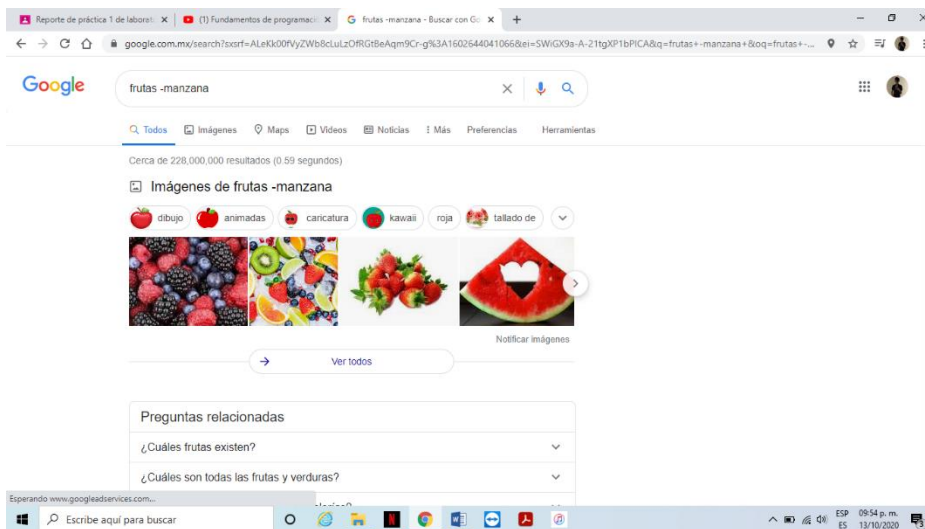 Reporte de práctica 1 de laborat
(1) Fundamentos de programaci
frutas -manzana - Buscar con Go
google.com.mx/search?sxsrf=ALeKk00fVyZWb8cLuLzOfRGtBeAqm9Cr-g%3A1602644041066&ei=SWiGX9a-A-21tgXP1bPICA&q=frutas+-manzana+&oq=frutas+-...
Google
frutas -manzana
Todos Imágenes Maps Videos Noticias Más Preferencias Herramientas
Cerca de 228,000,000 resultados (0.59 segundos)
Imágenes de frutas -manzana
dibujo animadas caricatura kawaii roja tallado de
Notificar imágenes
Ver todos
Preguntas relacionadas
¿Cuáles frutas existen?
¿Cuáles son todas las frutas y verduras?
Esperando www.googleadservices.com...
Escribe aquí para buscar
ESP 09:54 p. m.
ES 13/10/2020